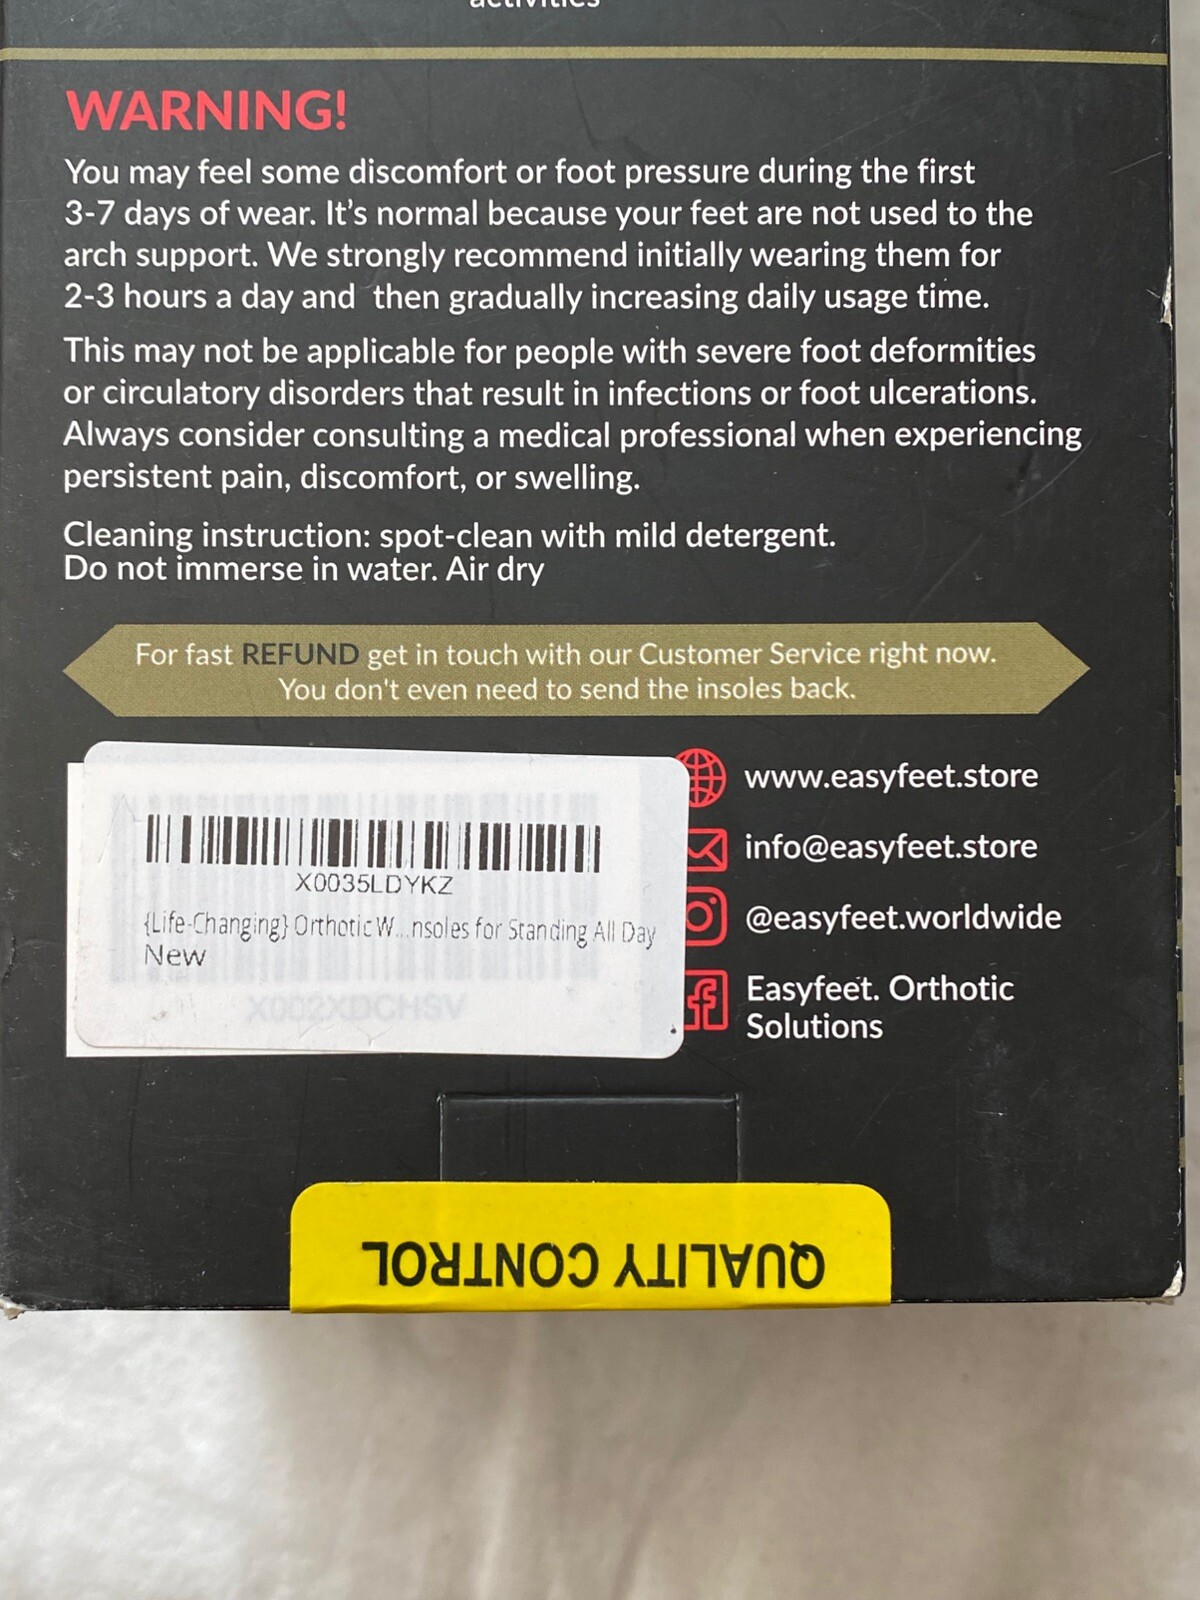 activities
WARNING!
You may feel some discomfort or foot pressure during the first
3-7 days of wear. It's normal because your feet are not used to the
arch support. We strongly recommend initially wearing them for
2-3 hours a day and then gradually increasing daily usage time.
This may not be applicable for people with severe foot deformities
or circulatory disorders that result in infections or foot ulcerations.
Always consider consulting a medical professional when experiencing
persistent pain, discomfort, or swelling.
Cleaning instruction: spot-clean with mild detergent.
Do not immerse in water. Air dry
For fast REFUND get in touch with our Customer Service right now.
You don't even need to send the insoles back.
X0035LDYKZ
{Life-Changing} Orthotic W...nsoles for Standing All Day
New
X002XDCHSV
www.easyfeet.store
info@easyfeet.store
@easyfeet.worldwide
Easyfeet. Orthotic
Solutions
QUALITY CONTROL